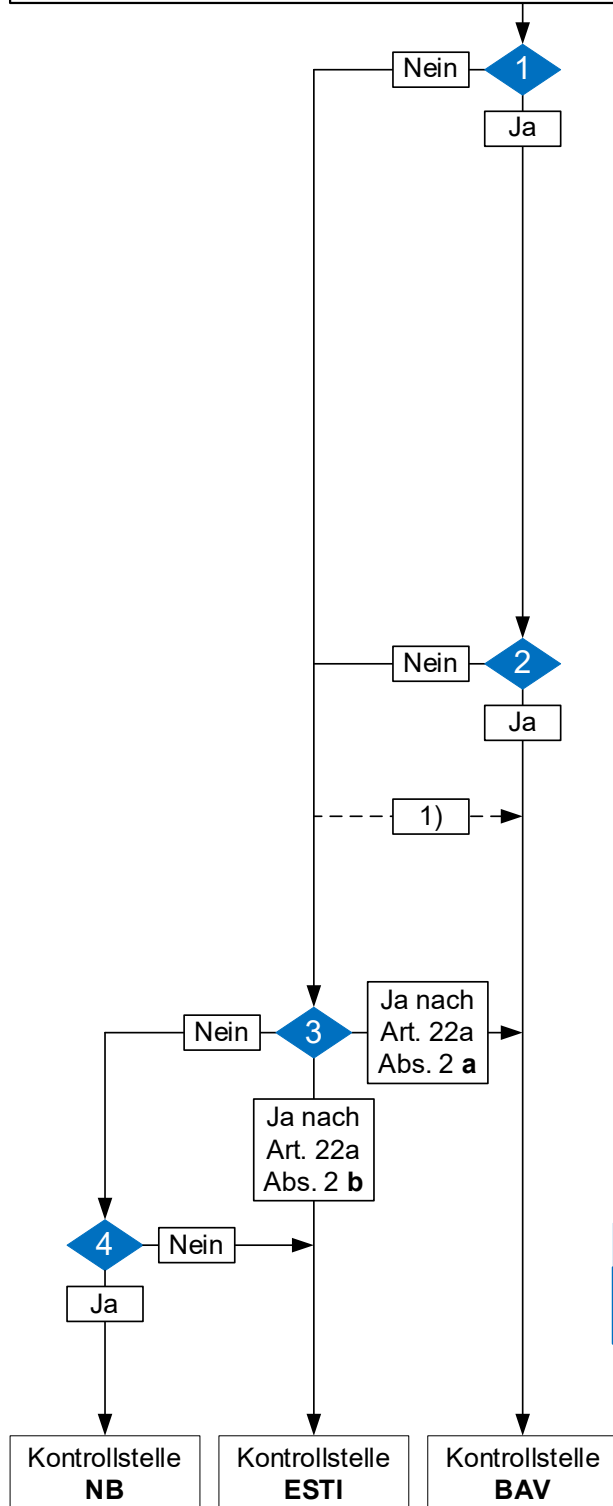 Nein
1
Ja
Nein
2
Ja
1)
Nein
3
Ja nach
Art. 22a
Abs. 2 a
Ja nach
Art. 22a
Abs. 2 b
4
Nein
Ja
Kontrollstelle
NB
Kontrollstelle
ESTI
Kontrollstelle
BAV